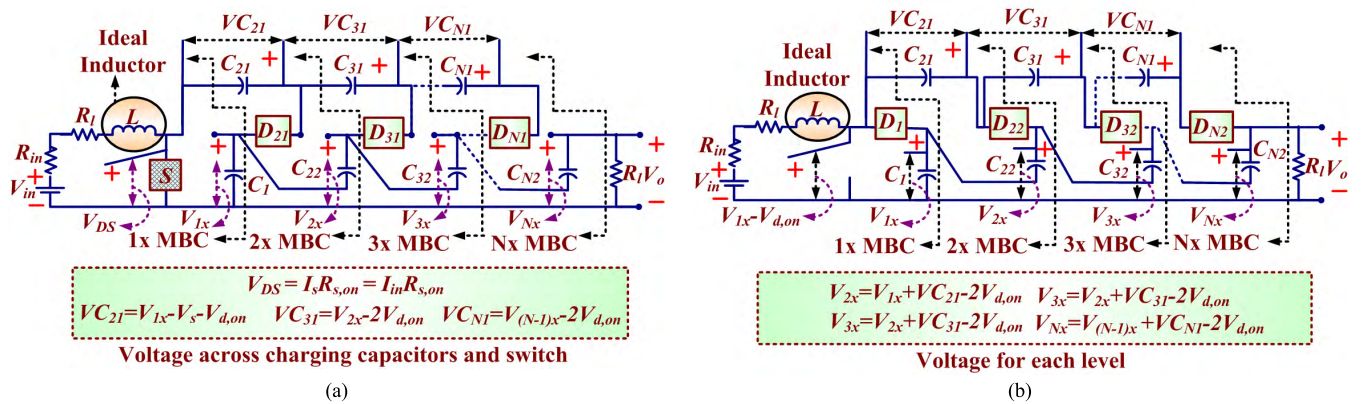 VC21 VC31 VCN1
Ideal
Inductor
C21 + C31 + CN1 +
L
Rl
D21 D31 DN1
Rin
+
Vin
−
+
S
+ + + +
C1 C22 C32 CN2
Rl Vo
+
−
VDS V1x V2x V3x VNx
1x MBC 2x MBC 3x MBC Nx MBC
VDS = IsRs,on = IinRs,on
VC21=V1x-Vs-Vd,on VC31=V2x-2Vd,on VCN1=V(N-1)x-2Vd,on
Voltage across charging capacitors and switch
(a)
VC21 VC31 VCN1
Ideal
Inductor
C21 + C31 + CN1 +
L
Rl
D1 D22 D32 DN2
Rin
+
Vin
−
+
+ + + +
C1 C22 C32 CN2
Rl Vo
+
−
V1x-Vd,on V1x V2x V3x VNx
1x MBC 2x MBC 3x MBC Nx MBC
V2x=V1x+VC21-2Vd,on V3x=V2x+VC31-2Vd,on
V3x=V2x+VC31-2Vd,on VNx=V(N-1)x+VCN1-2Vd,on
Voltage for each level
(b)